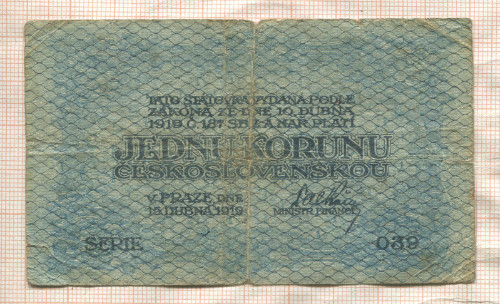 TATO STÁTOVKA VYDANÁ PODLE
ZÁKONA ZE DNE 10. DUBNA
1919 Č. 187 SB. Z. A NAR. PLATÍ
JEDNU KORUNU
ČESKOSLOVENSKOU
V PRAZE DNE
15. DUBNA 1919
MINISTR FINANCÍ
SERIE 039